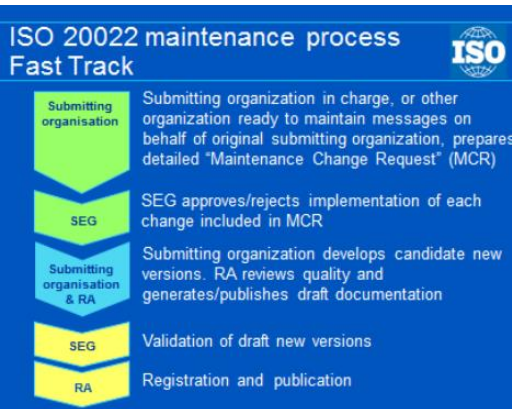 ISO 20022 maintenance process
Fast Track
ISO
Submitting
organisation
Submitting organization in charge, or other
organization ready to maintain messages on
behalf of original submitting organization, prepares
detailed “Maintenance Change Request” (MCR)
SEG
SEG approves/rejects implementation of each
change included in MCR
Submitting
organisation
& RA
Submitting organization develops candidate new
versions. RA reviews quality and
generates/publishes draft documentation
SEG
Validation of draft new versions
RA
Registration and publication